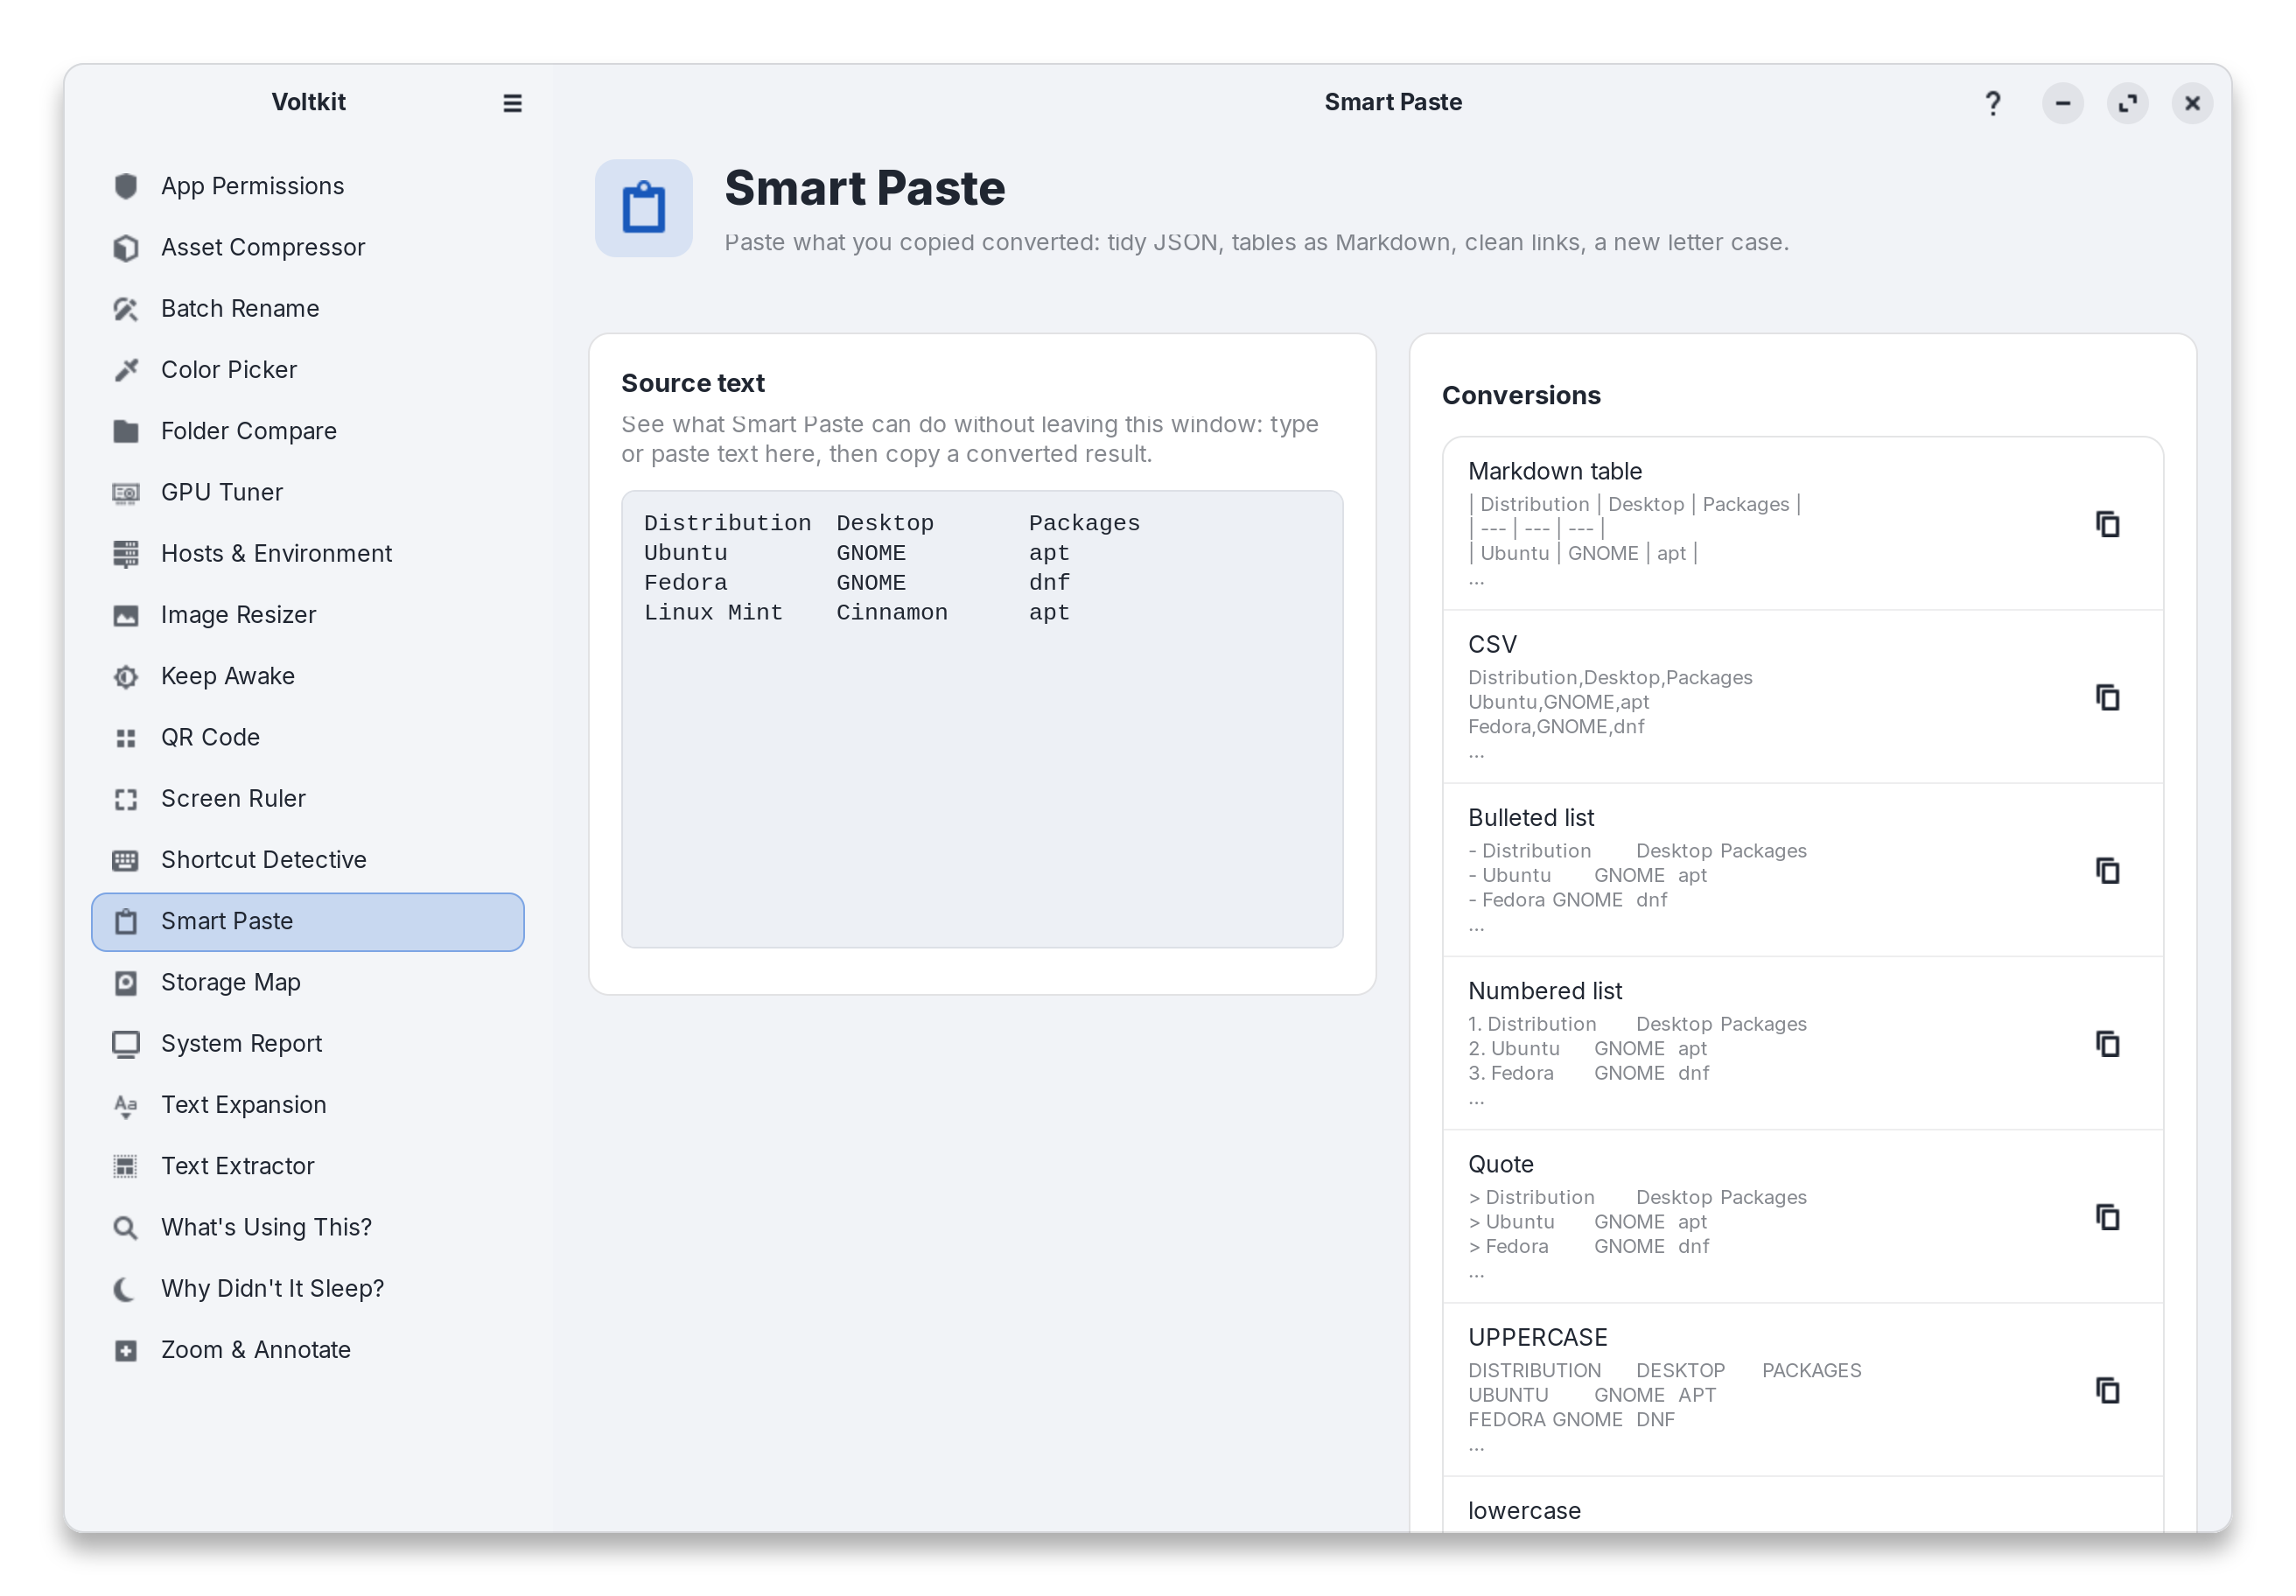 Voltkit
App Permissions
Asset Compressor
Batch Rename
Color Picker
Folder Compare
GPU Tuner
Hosts & Environment
Image Resizer
Keep Awake
QR Code
Screen Ruler
Shortcut Detective
Smart Paste
Storage Map
System Report
Text Expansion
Text Extractor
What's Using This?
Why Didn't It Sleep?
Zoom & Annotate
Smart Paste
?
Smart Paste
Paste what you copied converted: tidy JSON, tables as Markdown, clean links, a new letter case.
Source text
See what Smart Paste can do without leaving this window: type
or paste text here, then copy a converted result.
Distribution Desktop Packages
Ubuntu GNOME apt
Fedora GNOME dnf
Linux Mint Cinnamon apt
Conversions
Markdown table
| Distribution | Desktop | Packages |
| --- | --- | --- |
| Ubuntu | GNOME | apt |
...
CSV
Distribution,Desktop,Packages
Ubuntu,GNOME,apt
Fedora,GNOME,dnf
...
Bulleted list
- Distribution Desktop Packages
- Ubuntu GNOME apt
- Fedora GNOME dnf
...
Numbered list
1. Distribution Desktop Packages
2. Ubuntu GNOME apt
3. Fedora GNOME dnf
...
Quote
> Distribution Desktop Packages
> Ubuntu GNOME apt
> Fedora GNOME dnf
...
UPPERCASE
DISTRIBUTION DESKTOP PACKAGES
UBUNTU GNOME APT
FEDORA GNOME DNF
...
lowercase